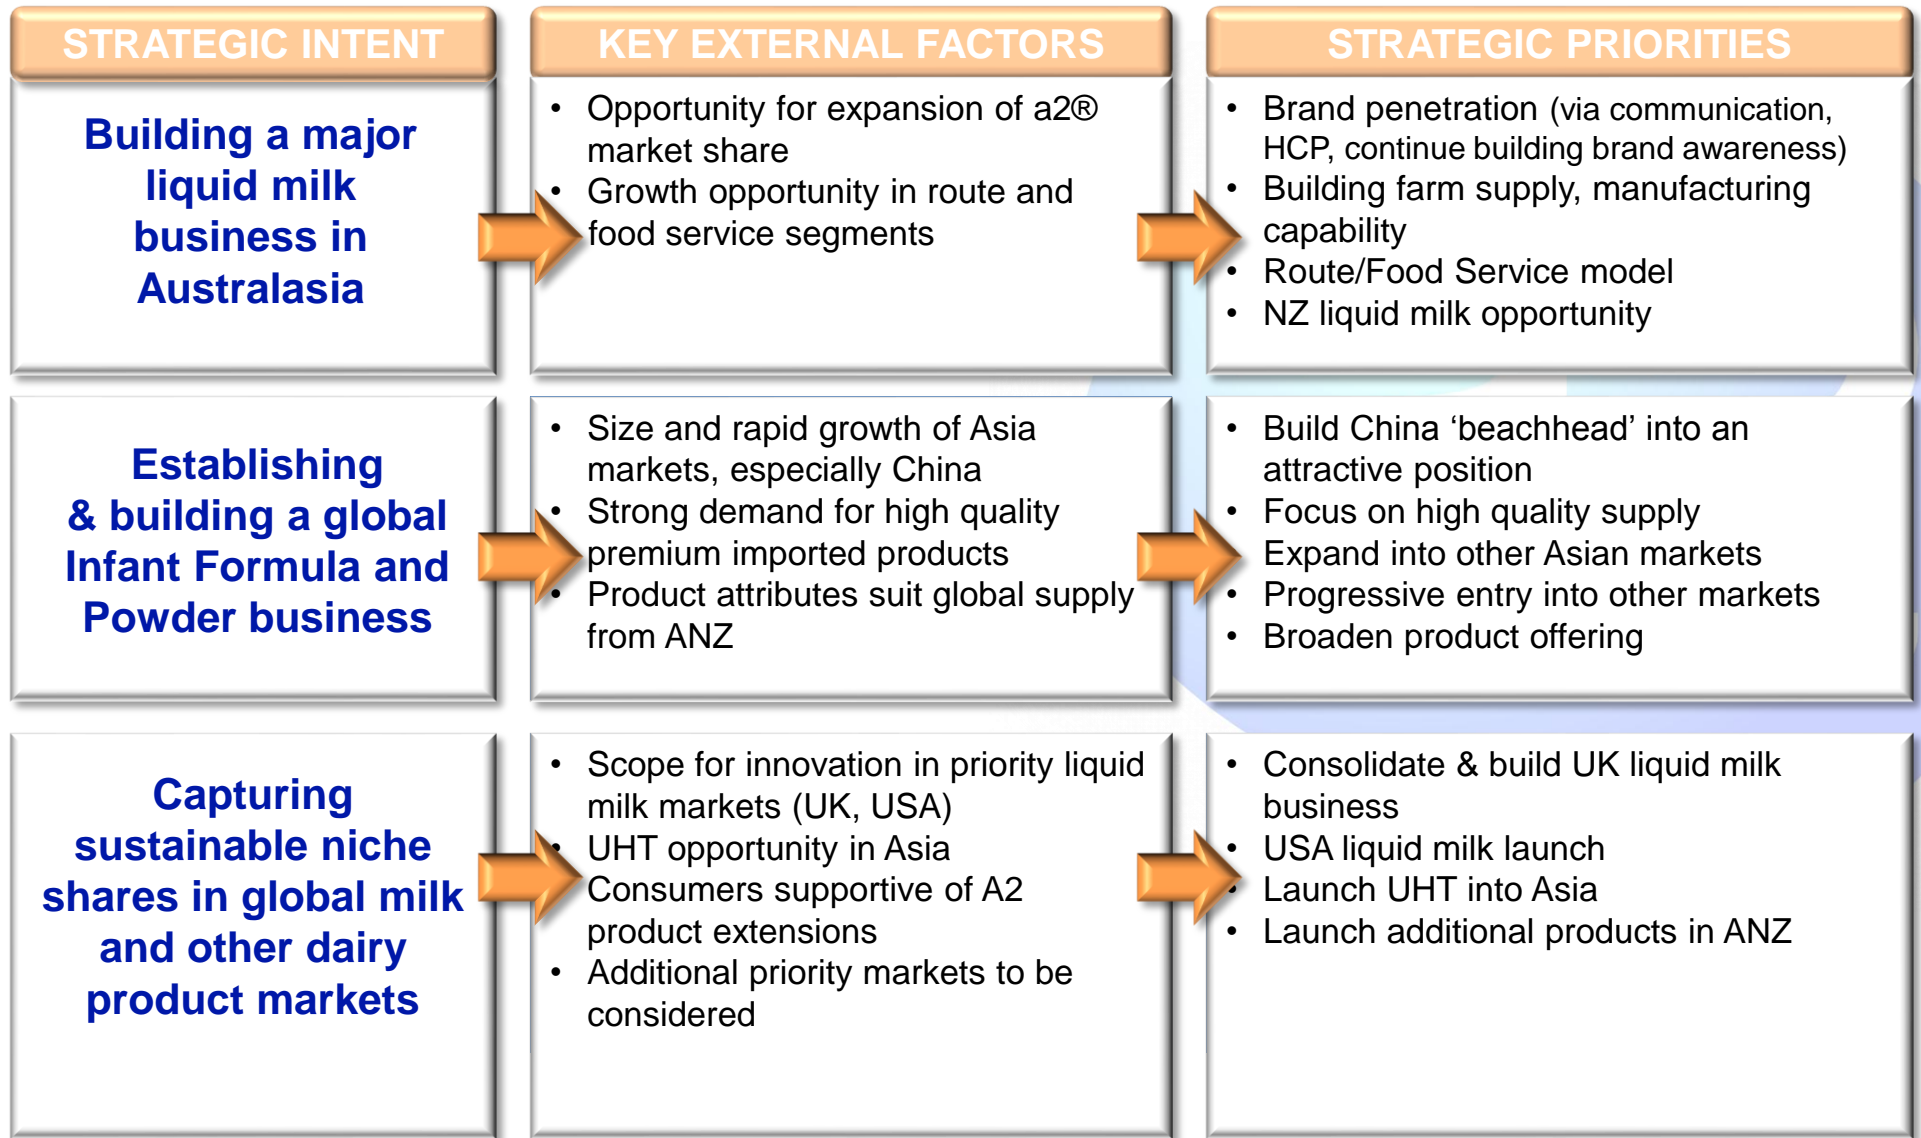 STRATEGIC INTENT
KEY EXTERNAL FACTORS
STRATEGIC PRIORITIES
Building a major
liquid milk
business in
Australasia
• Opportunity for expansion of a2®
market share
• Growth opportunity in route and
food service segments
• Brand penetration (via communication,
HCP, continue building brand awareness)
• Building farm supply, manufacturing
capability
• Route/Food Service model
• NZ liquid milk opportunity
Establishing
& building a global
Infant Formula and
Powder business
• Size and rapid growth of Asia
markets, especially China
• Strong demand for high quality
premium imported products
• Product attributes suit global supply
from ANZ
• Build China ‘beachhead’ into an
attractive position
• Focus on high quality supply
Expand into other Asian markets
• Progressive entry into other markets
• Broaden product offering
Capturing
sustainable niche
shares in global milk
and other dairy
product markets
• Scope for innovation in priority liquid
milk markets (UK, USA)
• UHT opportunity in Asia
Consumers supportive of A2
product extensions
• Additional priority markets to be
considered
• Consolidate & build UK liquid milk
business
• USA liquid milk launch
• Launch UHT into Asia
• Launch additional products in ANZ